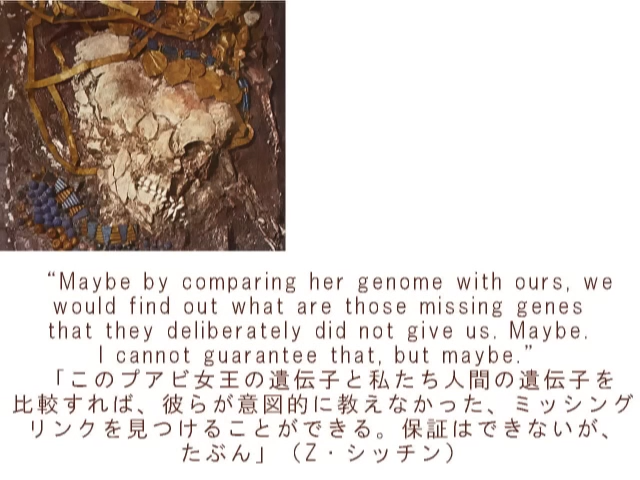 “Maybe by comparing her genome with ours, we
would find out what are those missing genes
that they deliberately did not give us. Maybe.
I cannot guarantee that, but maybe.”
「このプアビ女王の遺伝子と私たち人間の遺伝子を
比較すれば、彼らが意図的に教えなかった、ミッシング
リンクを見つけることができる。保証はできないが、
たぶん」（Z・シッチン）